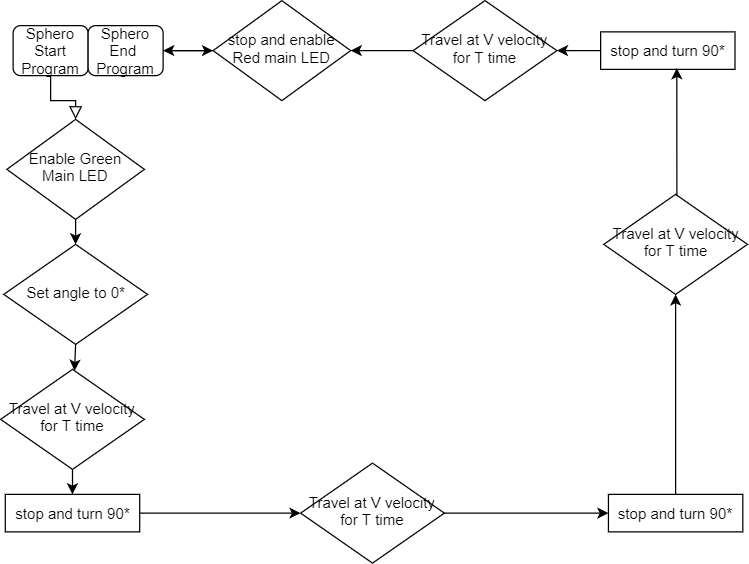 Sphero
Start
Program
Sphero
End
Program
stop and enable
Red main LED
Travel at V velocity
for T time
stop and turn 90*
Enable Green
Main LED
Travel at V velocity
for T time
Set angle to 0*
Travel at V velocity
for T time
stop and turn 90*
Travel at V velocity
for T time
stop and turn 90*